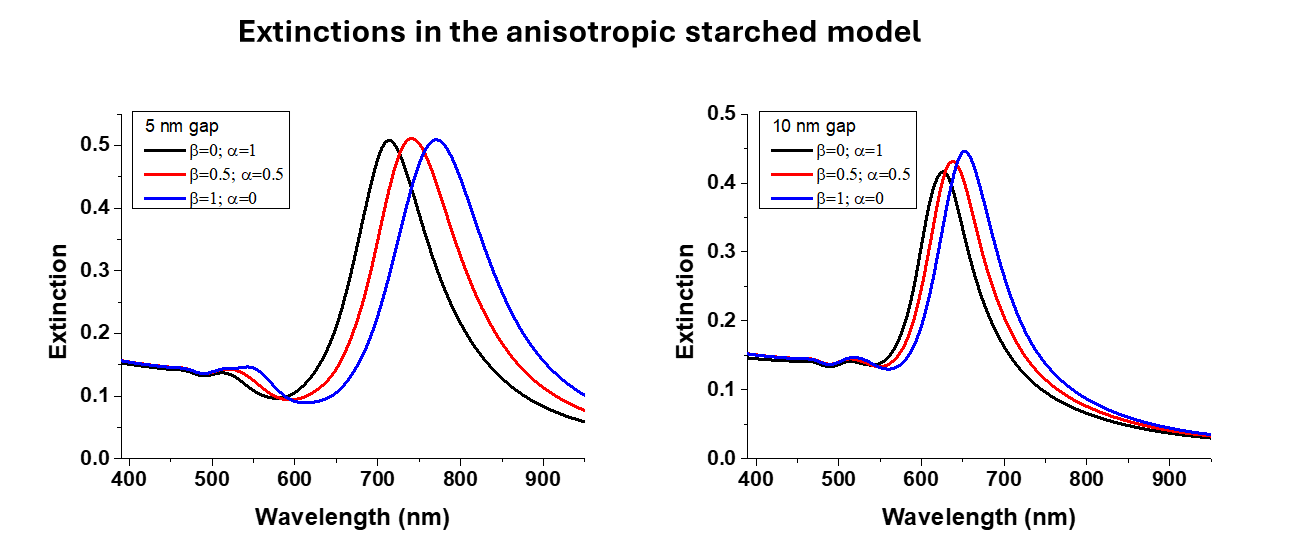 Extinctions in the anisotropic starched model
5 nm gap
β=0; α=1
β=0.5; α=0.5
β=1; α=0
0.5
0.4
0.3
0.2
0.1
0.0
Extinction
400 500 600 700 800 900
Wavelength (nm)
10 nm gap
β=0; α=1
β=0.5; α=0.5
β=1; α=0
0.5
0.4
0.3
0.2
0.1
0.0
Extinction
400 500 600 700 800 900
Wavelength (nm)